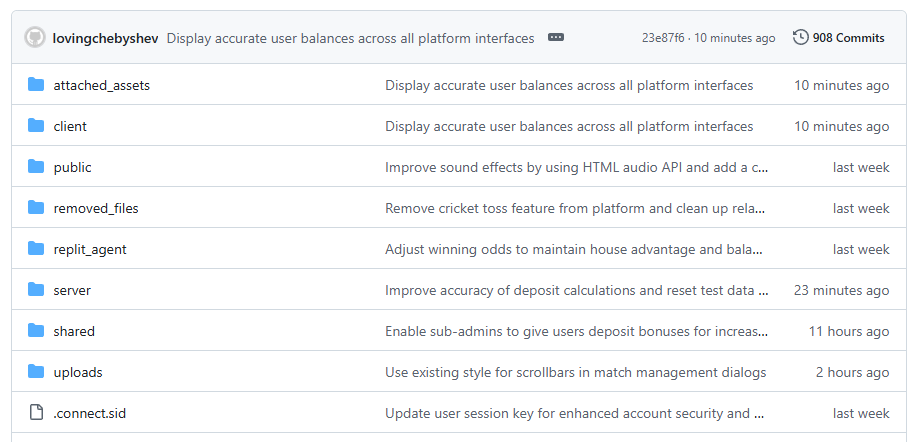 lovingchebyshev Display accurate user balances across all platform interfaces 23e87f6 · 10 minutes ago 908 Commits
attached_assets Display accurate user balances across all platform interfaces 10 minutes ago
client Display accurate user balances across all platform interfaces 10 minutes ago
public Improve sound effects by using HTML audio API and add a c... last week
removed_files Remove cricket toss feature from platform and clean up rela... last week
replit_agent Adjust winning odds to maintain house advantage and bala... last week
server Improve accuracy of deposit calculations and reset test data ... 23 minutes ago
shared Enable sub-admins to give users deposit bonuses for increas... 11 hours ago
uploads Use existing style for scrollbars in match management dialogs 2 hours ago
.connect.sid Update user session key for enhanced account security and ... last week